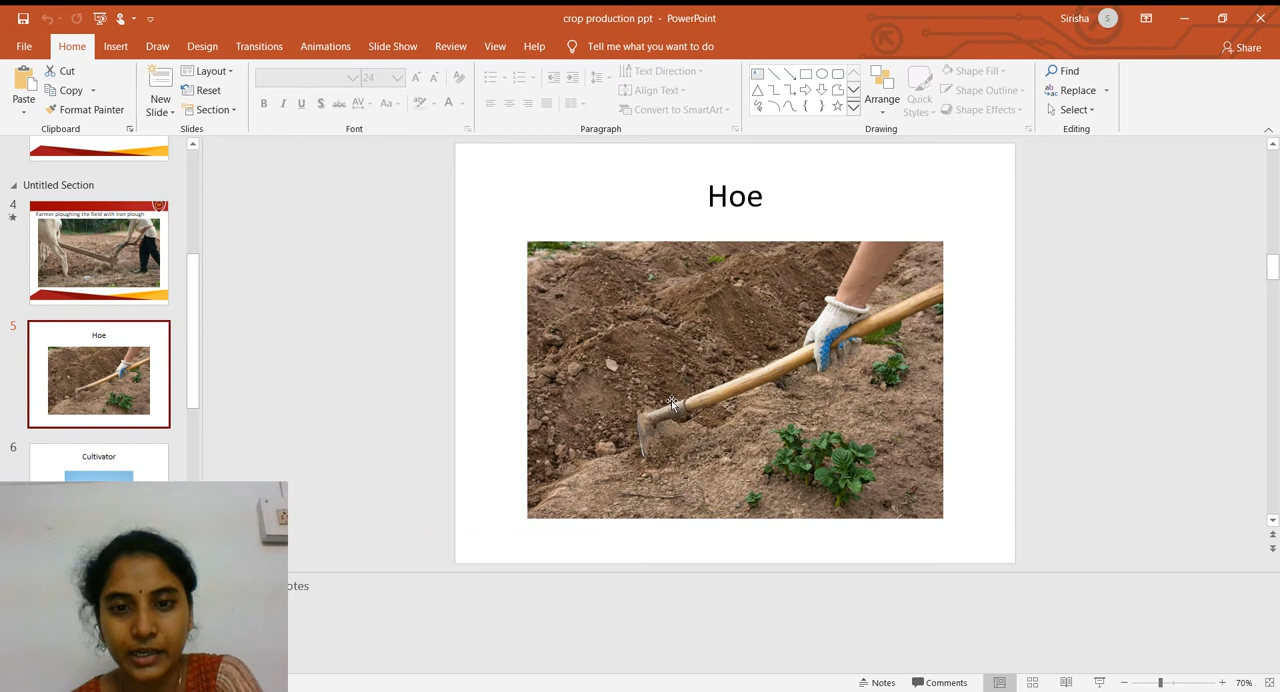 crop production ppt - PowerPoint
Sirisha
S
File Home Insert Draw Design Transitions Animations Slide Show Review View Help Tell me what you want to do
Share
Paste
Cut
Copy
Format Painter
Clipboard
New Slide
Layout
Reset
Section
Slides
24
B I U S abc AV Aa A
Font
Text Direction
Align Text
Convert to SmartArt
Paragraph
Arrange
Quick Styles
Shape Fill
Shape Outline
Shape Effects
Drawing
Find
Replace
Select
Editing
Untitled Section
4
Farmer ploughing the field with iron plough
5
Hoe
6
Cultivator
Hoe
otes
Notes
Comments
70%